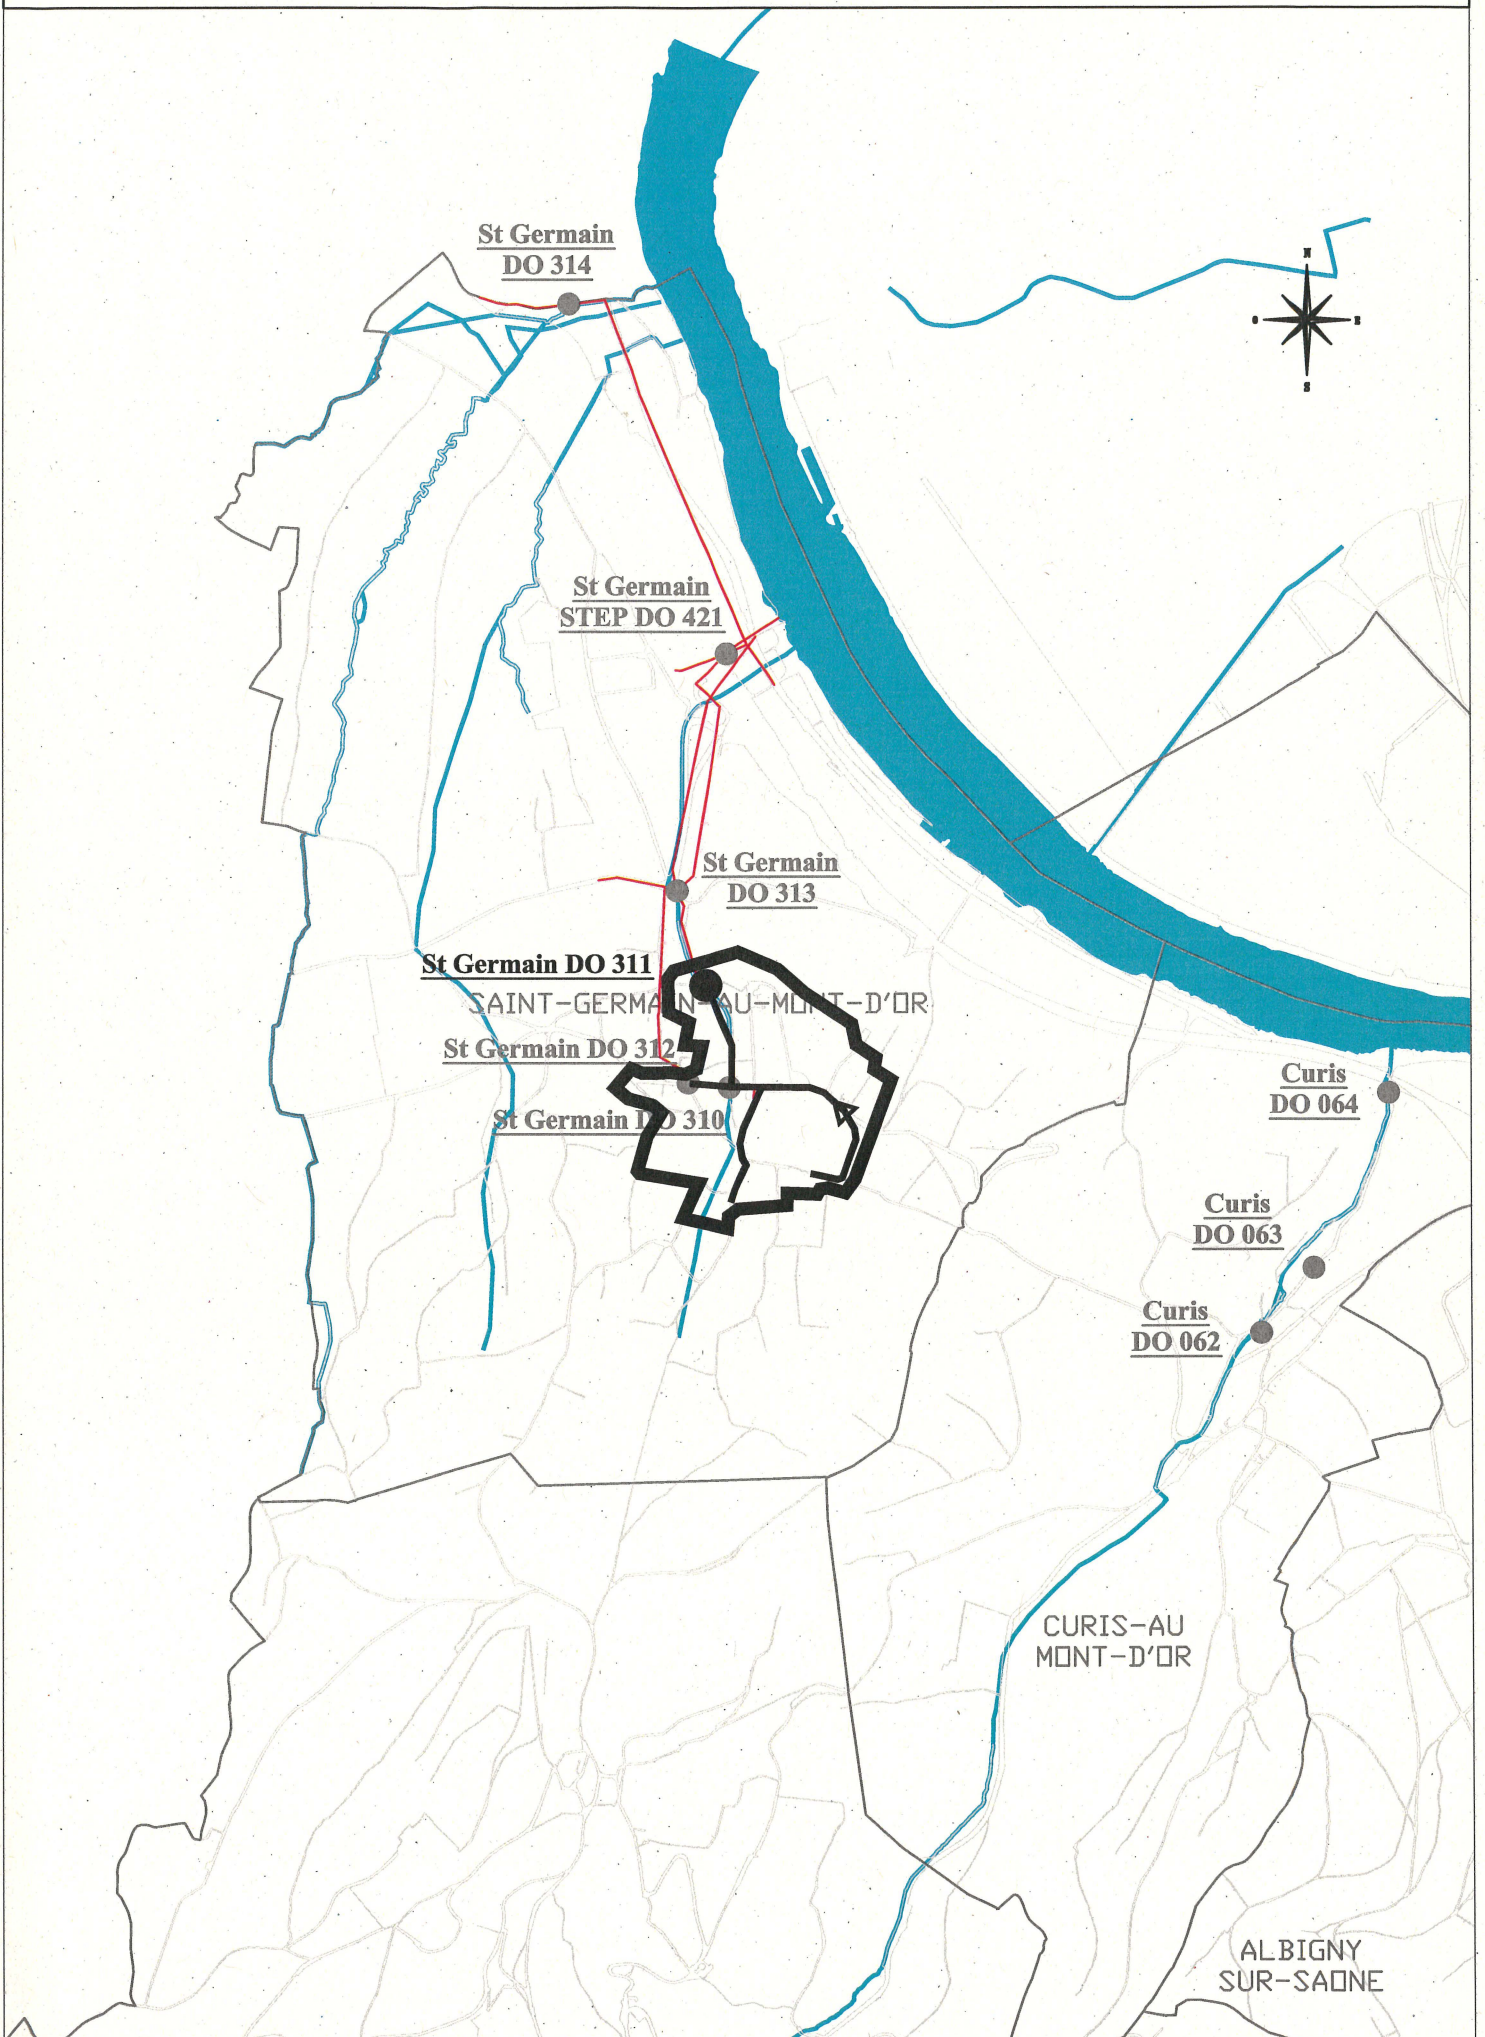 St Germain
DO 314
N
O
E
S
St Germain
STEP DO 421
St Germain
DO 313
St Germain DO 311
SAINT-GERMAIN-AU-MONT-D'OR
St Germain DO 312
Curis
DO 064
St Germain DO 310
Curis
DO 063
Curis
DO 062
CURIS-AU
MONT-D'OR
ALBIGNY
SUR-SAONE